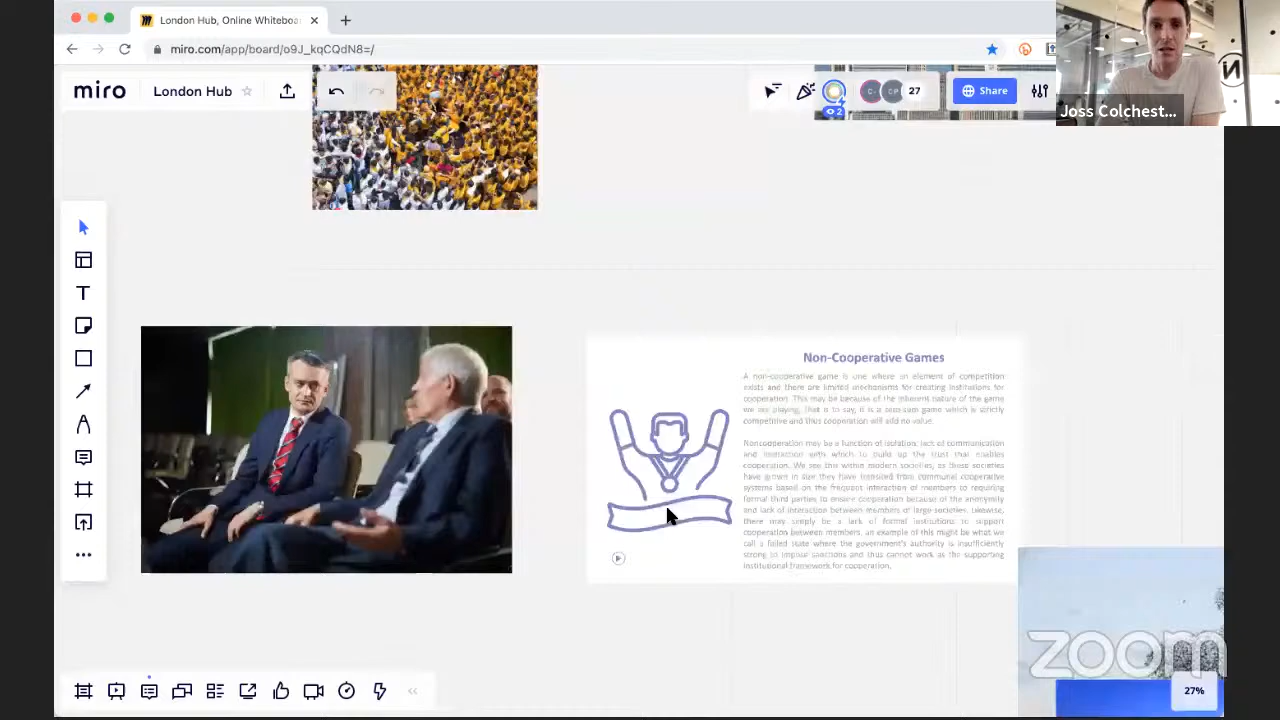 London Hub, Online Whiteboa
miro.com/app/board/o9J_kqCQdN8=/
miro
London Hub
27
Share
2
Joss Colchest...
Non-Cooperative Games
A non-cooperative game is one where an element of competition
exists and there are limited mechanisms for creating institutions for
cooperation. This may be because of the inherent nature of the game
we are playing, that is to say, it is a zero-sum game which is strictly
competitive and thus cooperation will add no value.
Noncooperation may be a function of isolation, lack of communication
and interaction with which to build up the trust that enables
cooperation. We see this within modern societies, as those societies
have grown in size they have transited from communal cooperative
systems based on the frequent interaction of members to requiring
formal third parties to ensure cooperation because of the anonymity
and lack of interaction between members of large societies. Likewise,
there may simply be a lack of formal institutions to support
cooperation between members, an example of this might be what we
call a failed state where the government's authority is insufficiently
strong to impose sanctions and thus cannot work as the supporting
institutional framework for cooperation.
zoom
27%